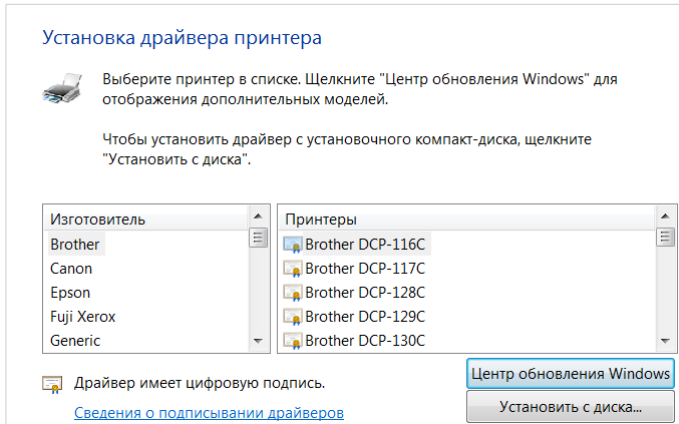 Установка драйвера принтера
Выберите принтер в списке. Щелкните "Центр обновления Windows" для
отображения дополнительных моделей.
Чтобы установить драйвер с установочного компакт-диска, щелкните
"Установить с диска".
Изготовитель
Brother
Canon
Epson
Fuji Xerox
Generic
Принтеры
Brother DCP-116C
Brother DCP-117C
Brother DCP-128C
Brother DCP-129C
Brother DCP-130C
Драйвер имеет цифровую подпись.
Сведения о подписывании драйверов
Центр обновления Windows
Установить с диска...